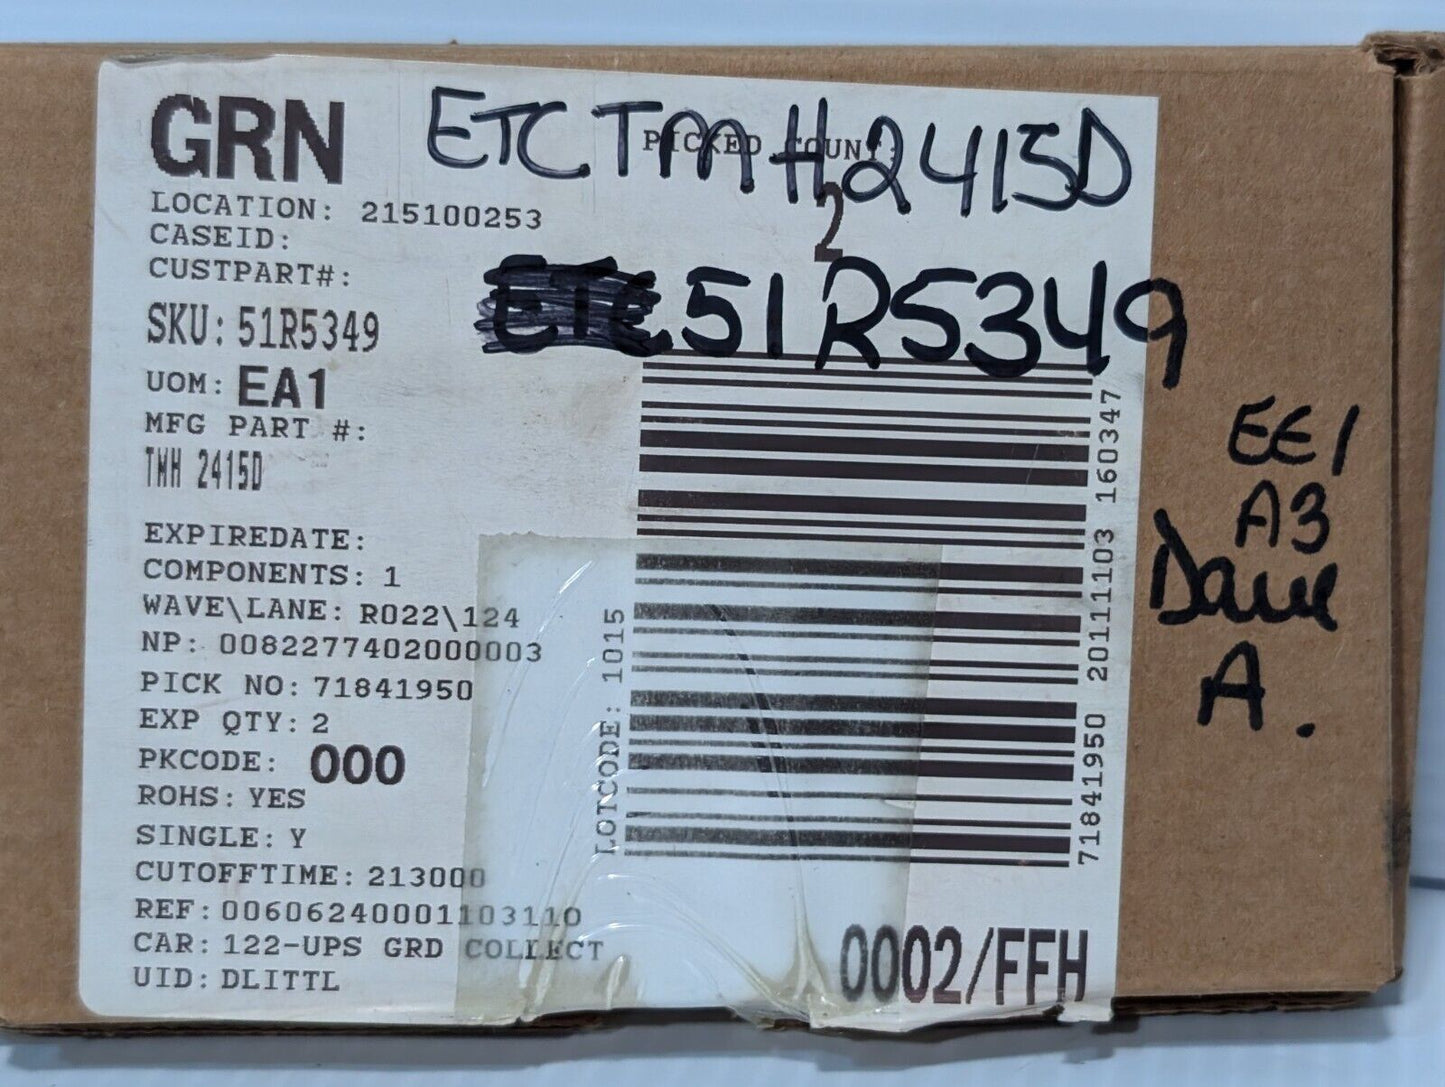 GRN
ETC TMH 2415D
PICKED COUNT:
2
LOCATION: 215100253
CASEID:
CUSTPART#:
ETC 51R5349
SKU: 51R5349
UOM: EA1
MFG PART #:
TMH 2415D
EXPIREDATE:
COMPONENTS: 1
WAVE\LANE: R022\124
NP: 0082277402000003
PICK NO: 71841950
EXP QTY: 2
PKCODE: 000
ROHS: YES
SINGLE: Y
CUTOFFTIME: 213000
REF: 00606240001103110
CAR: 122-UPS GRD COLLECT
UID: DLITTL
LOTCODE: 1015
71841950 20111103 160347
0002/FFH
EE1
A3
Dave
A.